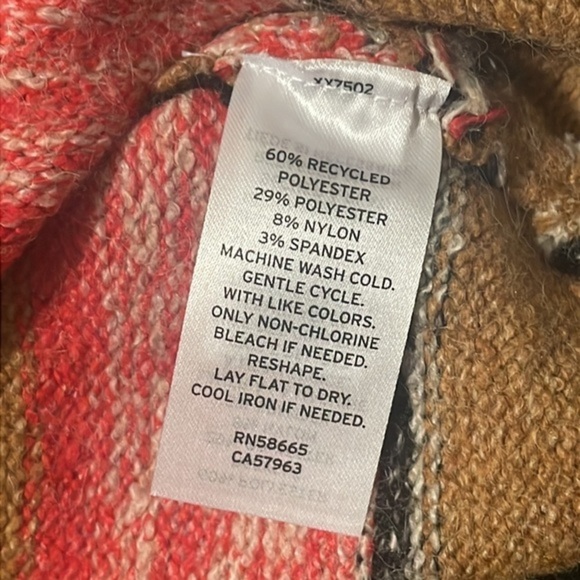 XX7502
60% RECYCLED
POLYESTER
29% POLYESTER
8% NYLON
3% SPANDEX
MACHINE WASH COLD.
GENTLE CYCLE.
WITH LIKE COLORS.
ONLY NON-CHLORINE
BLEACH IF NEEDED.
RESHAPE.
LAY FLAT TO DRY.
COOL IRON IF NEEDED.
RN58665
CA57963